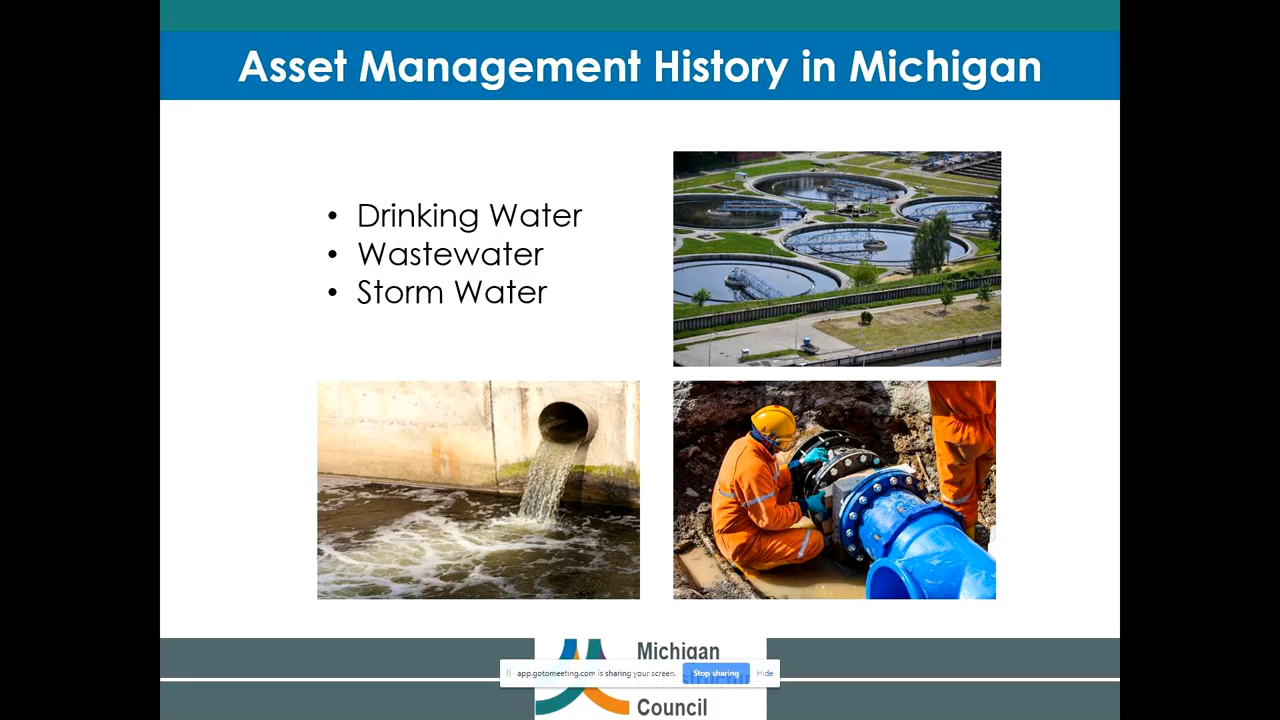 Asset Management History in Michigan
• Drinking Water
• Wastewater
• Storm Water
Michigan
app.gotomeeting.com is sharing your screen. Stop sharing Hide
Council